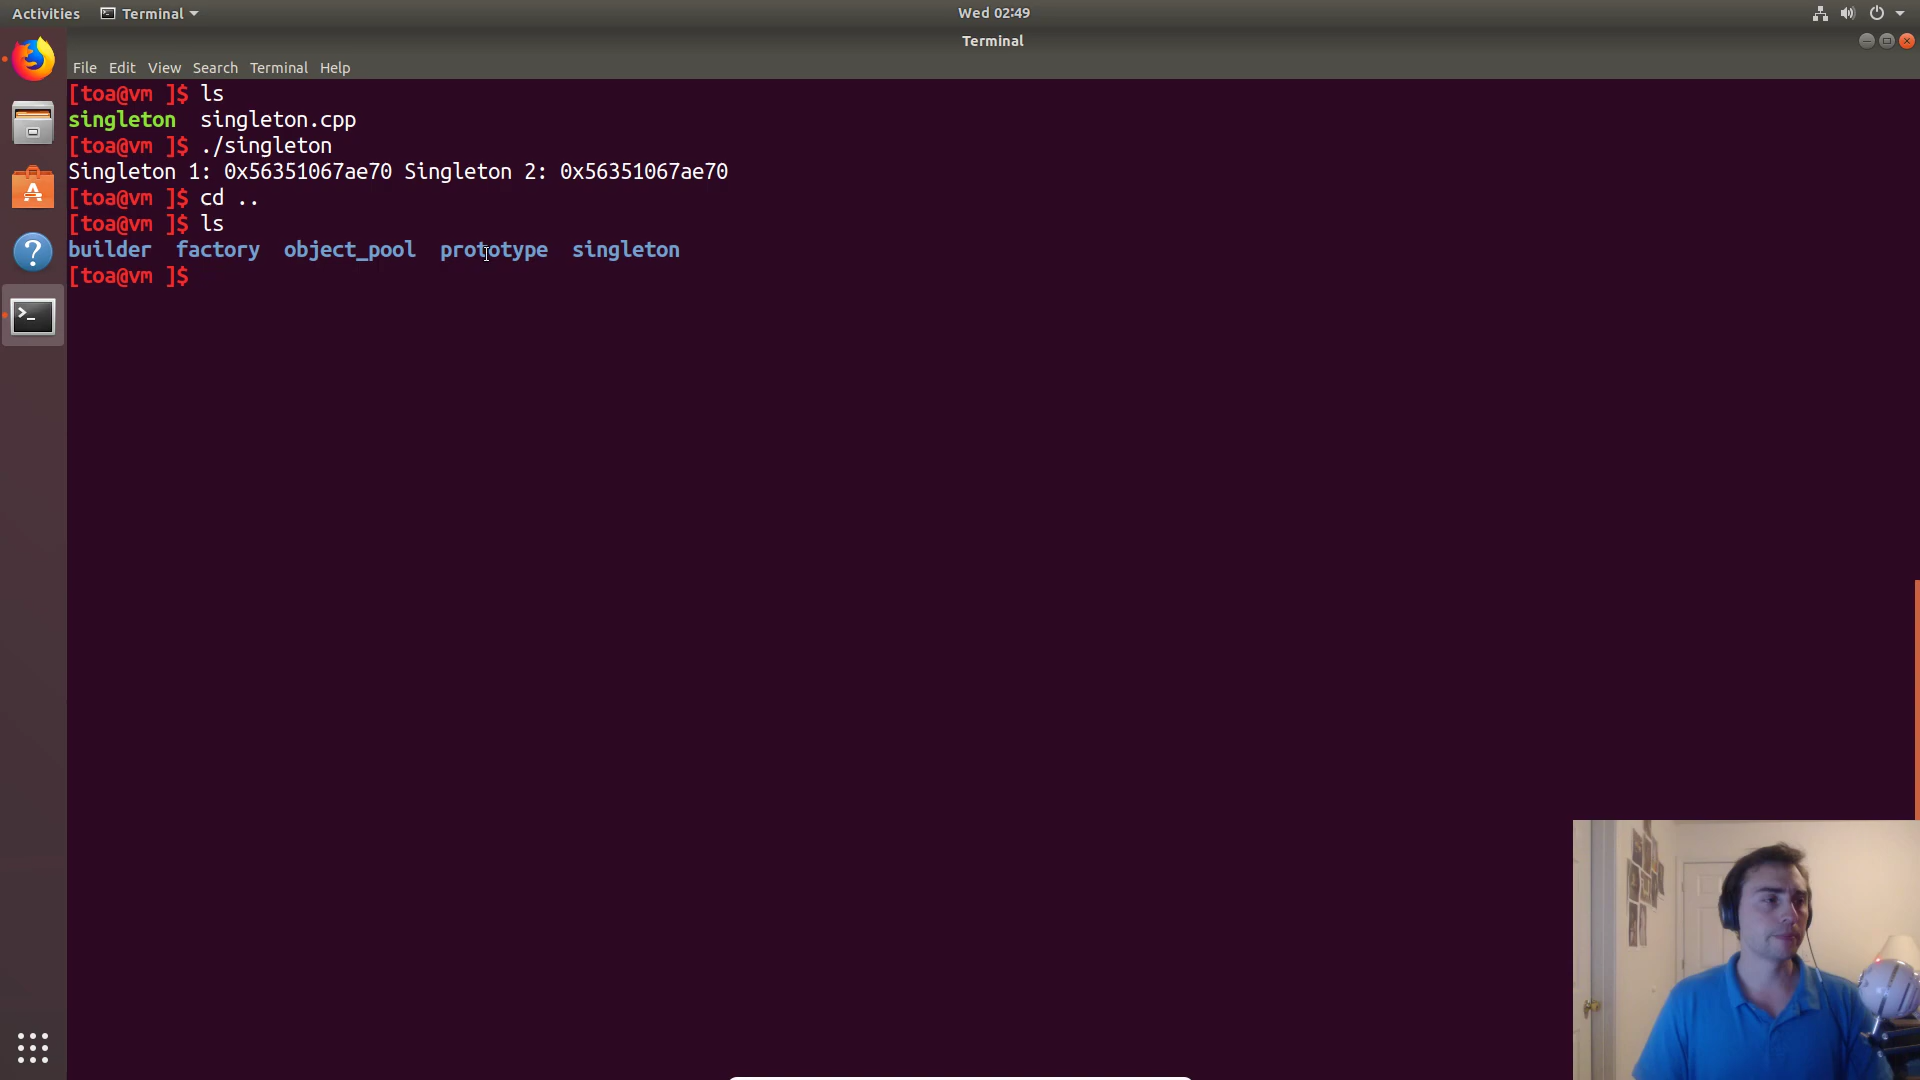 Activities Terminal Wed 02:49
Terminal
File Edit View Search Terminal Help
[toa@vm ]$ ls
singleton singleton.cpp
[toa@vm ]$ ./singleton
Singleton 1: 0x56351067ae70 Singleton 2: 0x56351067ae70
[toa@vm ]$ cd ..
[toa@vm ]$ ls
builder factory object_pool prototype singleton
[toa@vm ]$